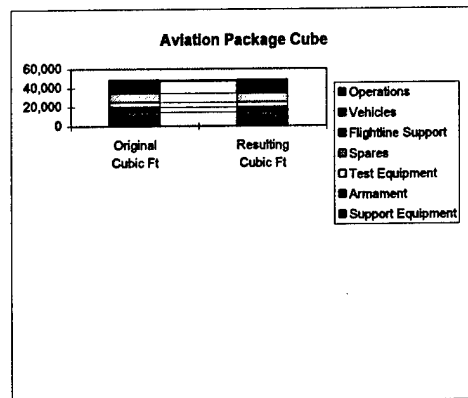 Aviation Package Cube
60,000
40,000
20,000
0
Original
Cubic Ft
Resulting
Cubic Ft
Operations
Vehicles
Flightline Support
Spares
Test Equipment
Armament
Support Equipment